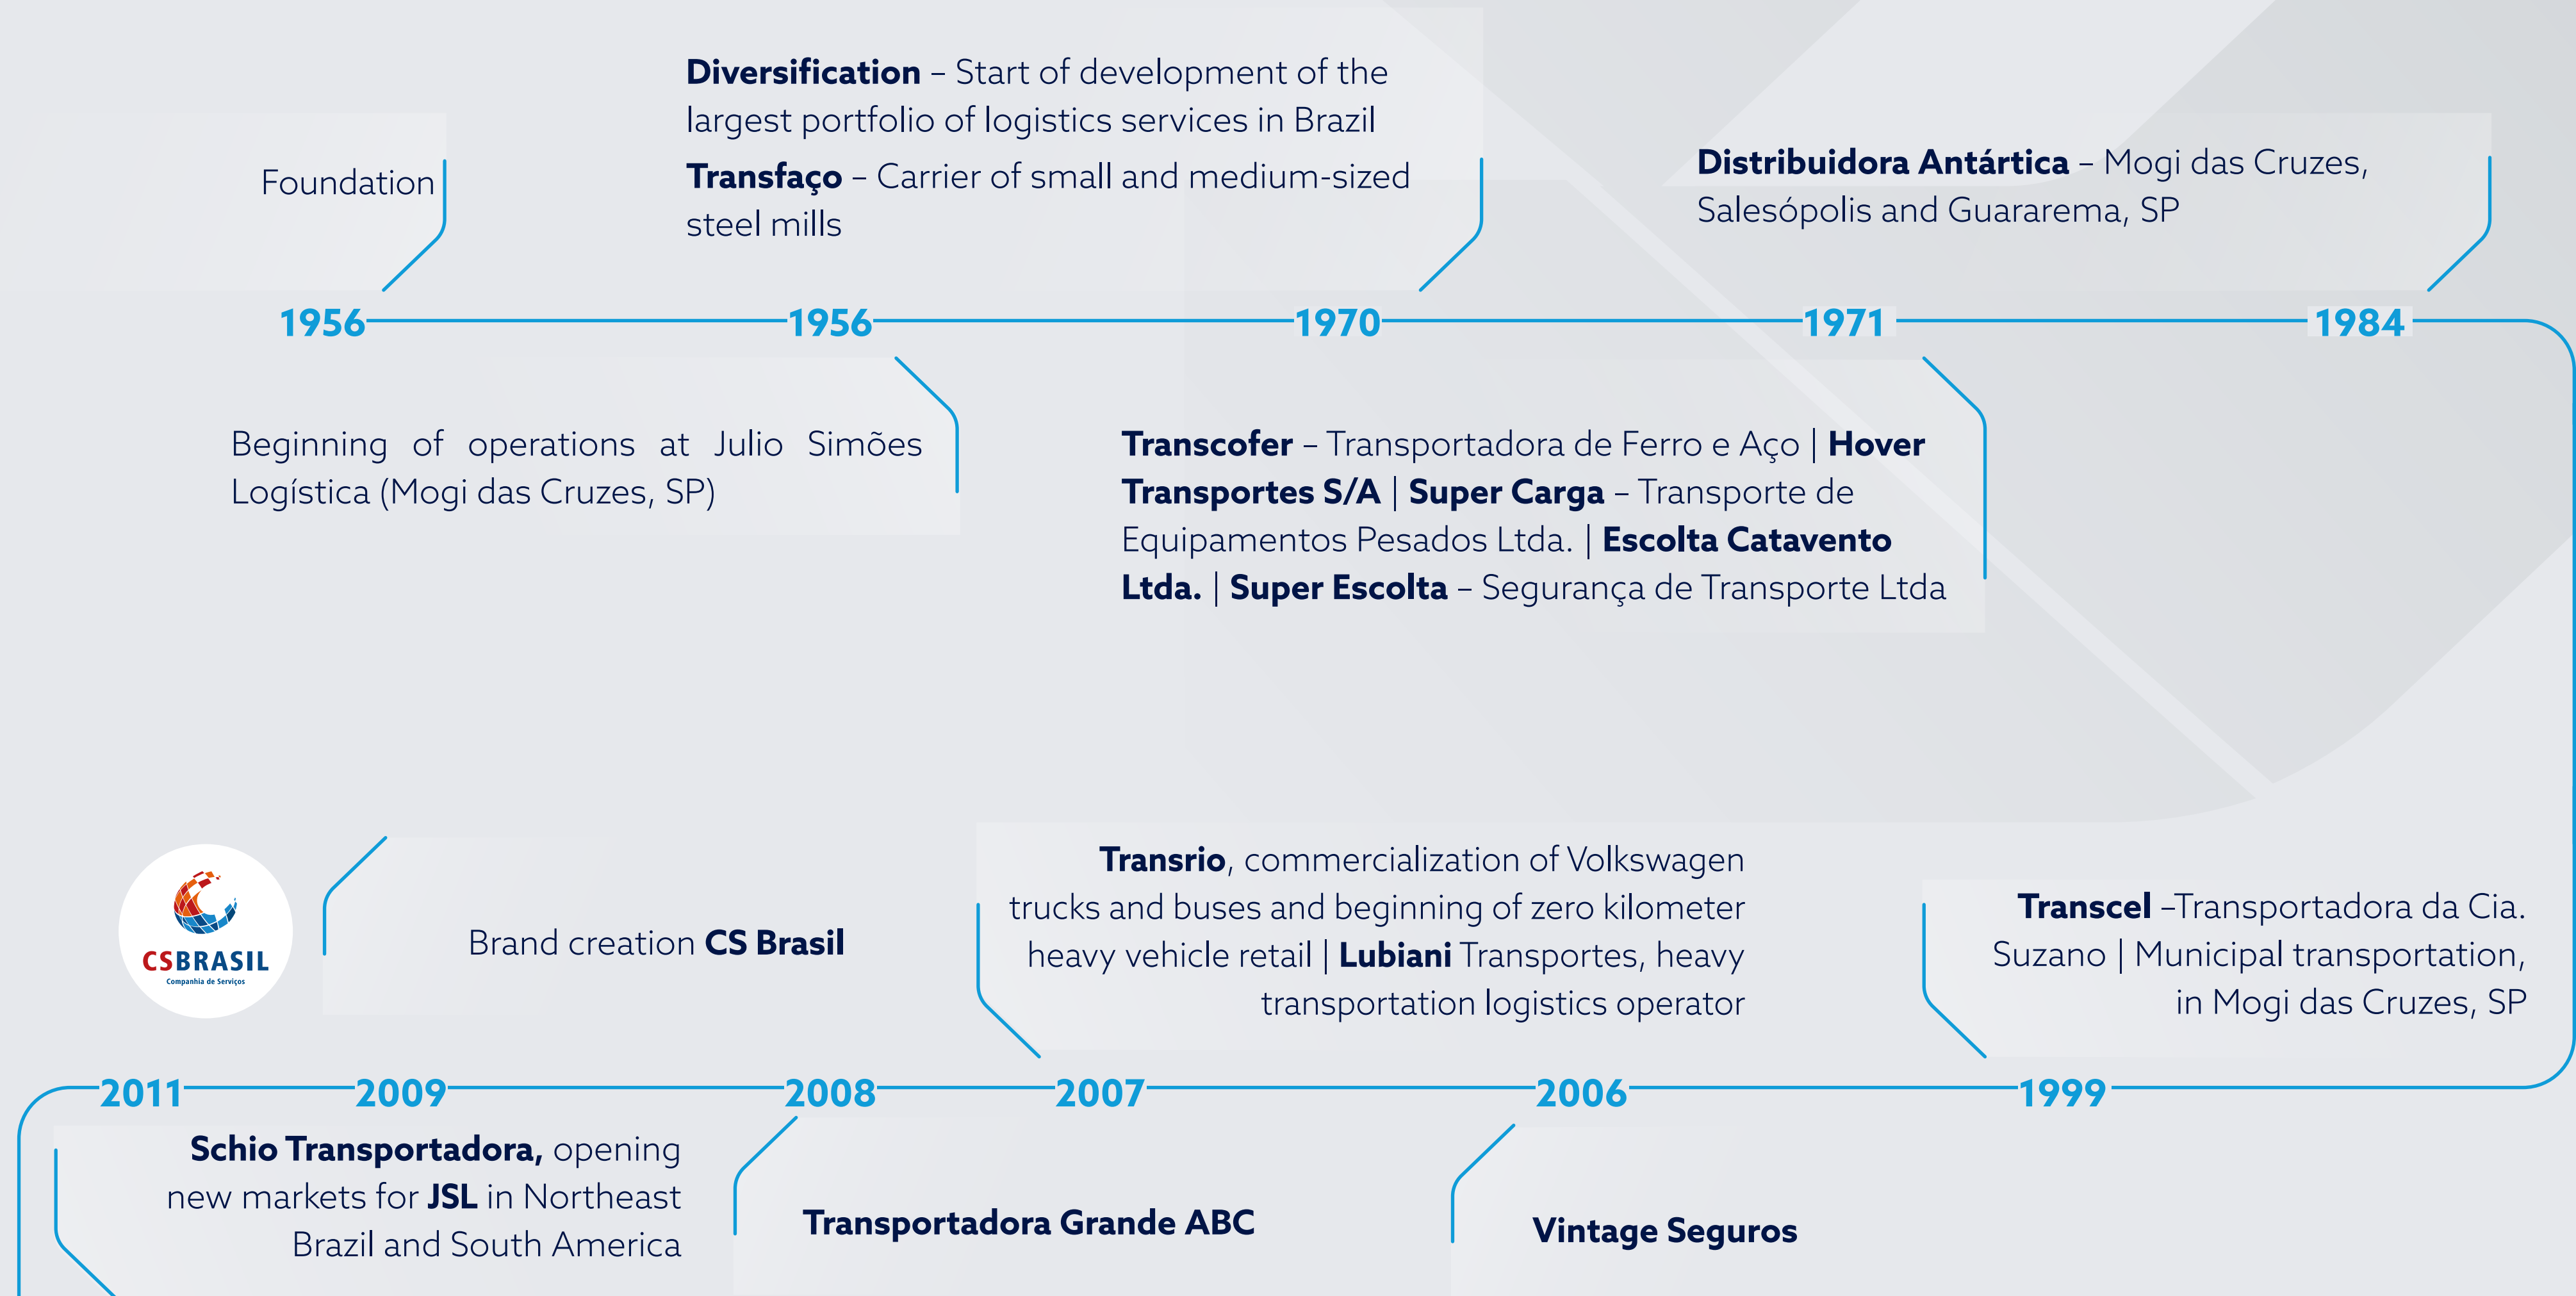 Foundation
Diversification – Start of development of the
largest portfolio of logistics services in Brazil
Transfaço – Carrier of small and medium-sized
steel mills
Distribuidora Antártica – Mogi das Cruzes,
Salesópolis and Guararema, SP
1956 1956 1970 1971 1984
Beginning of operations at Julio Simões
Logística (Mogi das Cruzes, SP)
Transcofer – Transportadora de Ferro e Aço | Hover
Transportes S/A | Super Carga – Transporte de
Equipamentos Pesados Ltda. | Escolta Catavento
Ltda. | Super Escolta – Segurança de Transporte Ltda
CSBRASIL
Companhia de Serviços
Brand creation CS Brasil
Transrio, commercialization of Volkswagen
trucks and buses and beginning of zero kilometer
heavy vehicle retail | Lubiani Transportes, heavy
transportation logistics operator
Transcel –Transportadora da Cia.
Suzano | Municipal transportation,
in Mogi das Cruzes, SP
2011 2009 2008 2007 2006 1999
Schio Transportadora, opening
new markets for JSL in Northeast
Brazil and South America
Transportadora Grande ABC
Vintage Seguros